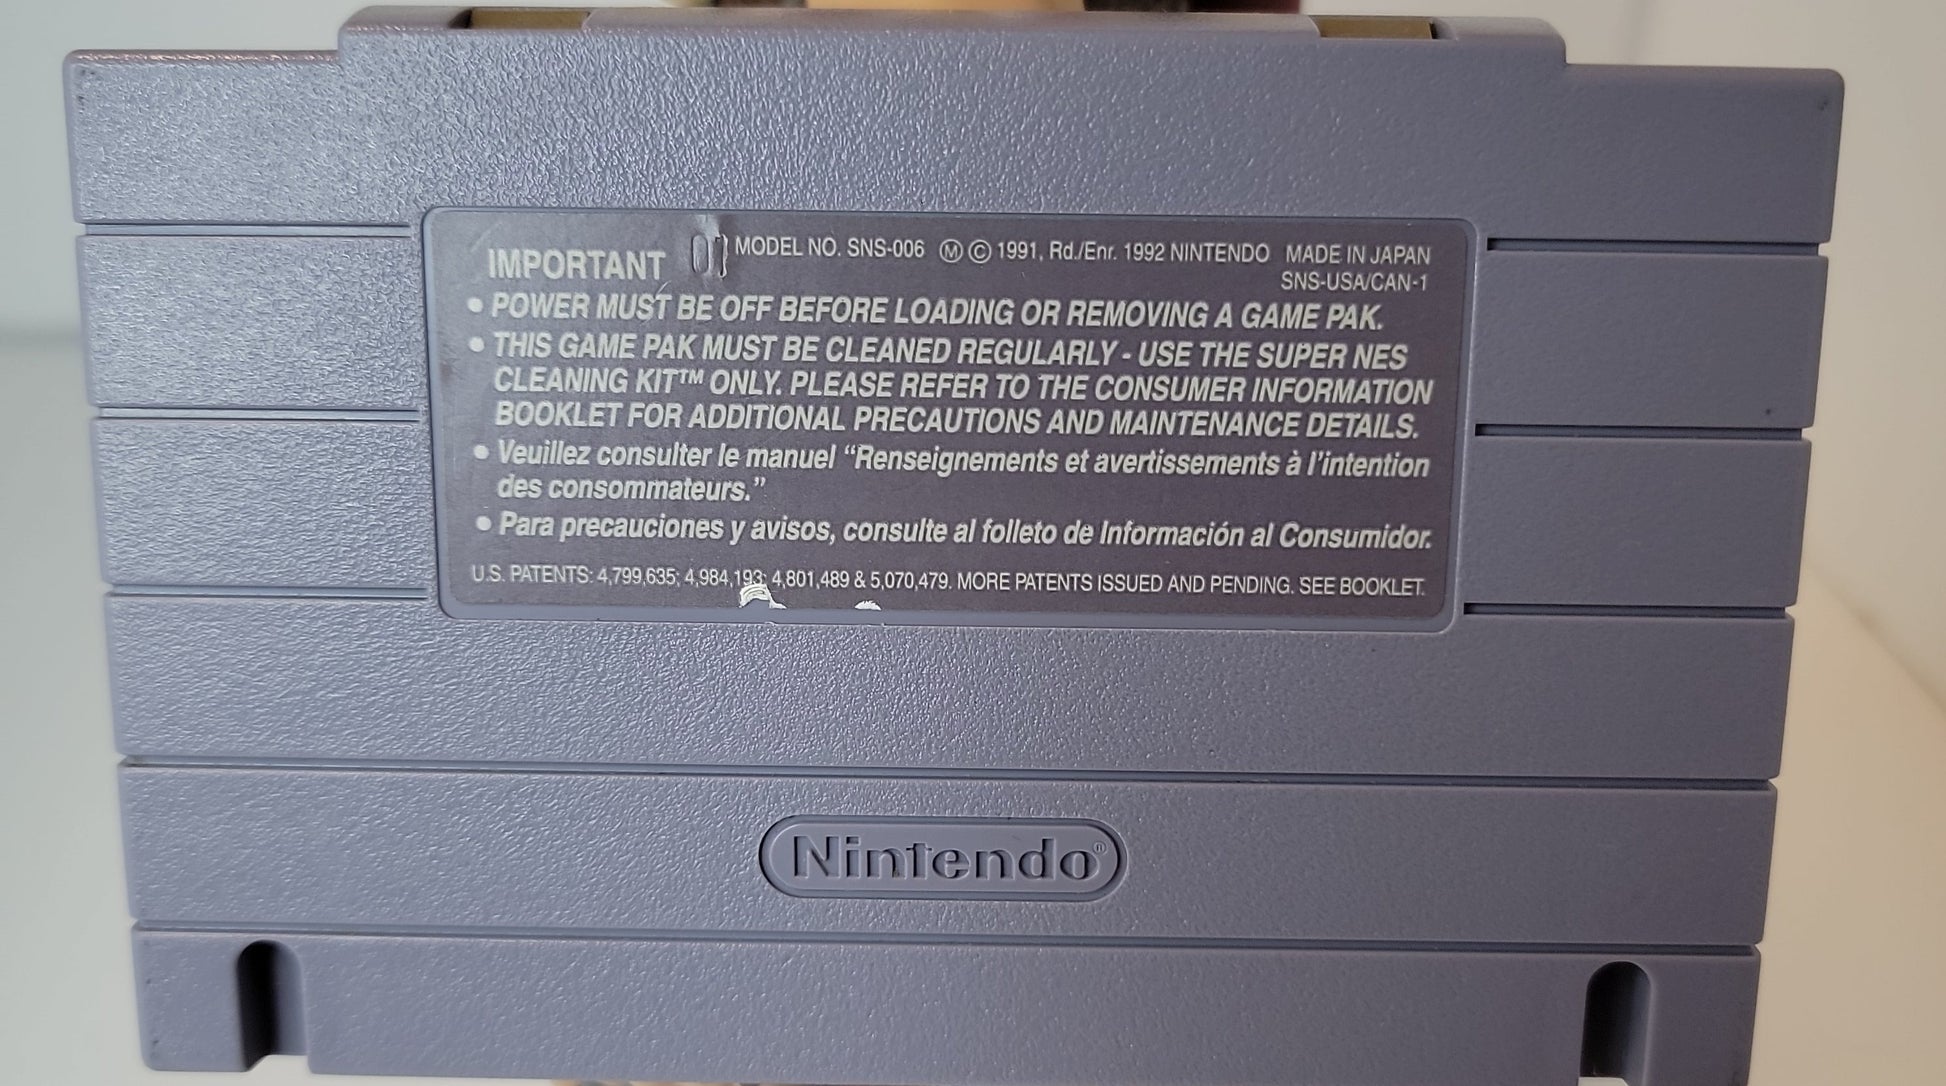 IMPORTANT MODEL NO. SNS-006 Ⓜ © 1991, Rd./Enr. 1992 NINTENDO MADE IN JAPAN
SNS-USA/CAN-1
• POWER MUST BE OFF BEFORE LOADING OR REMOVING A GAME PAK.
• THIS GAME PAK MUST BE CLEANED REGULARLY - USE THE SUPER NES
CLEANING KIT™ ONLY. PLEASE REFER TO THE CONSUMER INFORMATION
BOOKLET FOR ADDITIONAL PRECAUTIONS AND MAINTENANCE DETAILS.
• Veuillez consulter le manuel “Renseignements et avertissements à l’intention
des consommateurs.”
• Para precauciones y avisos, consulte al folleto de Información al Consumidor.
U.S. PATENTS: 4,799,635; 4,984,193; 4,801,489 & 5,070,479. MORE PATENTS ISSUED AND PENDING. SEE BOOKLET.
Nintendo®